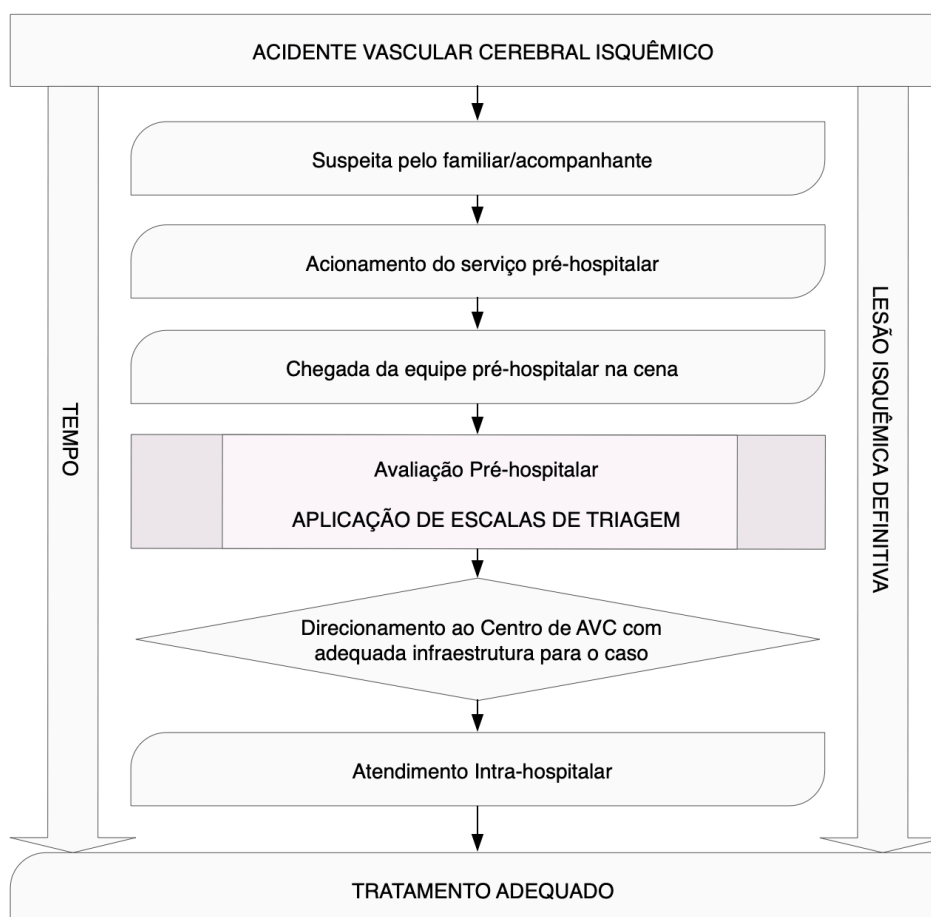 ACIDENTE VASCULAR CEREBRAL ISQUÊMICO
Suspeita pelo familiar/acompanhante
Acionamento do serviço pré-hospitalar
Chegada da equipe pré-hospitalar na cena
TEMPO
LESÃO ISQUÊMICA DEFINITIVA
Avaliação Pré-hospitalar
APLICAÇÃO DE ESCALAS DE TRIAGEM
Direcionamento ao Centro de AVC com
adequada infraestrutura para o caso
Atendimento Intra-hospitalar
TRATAMENTO ADEQUADO